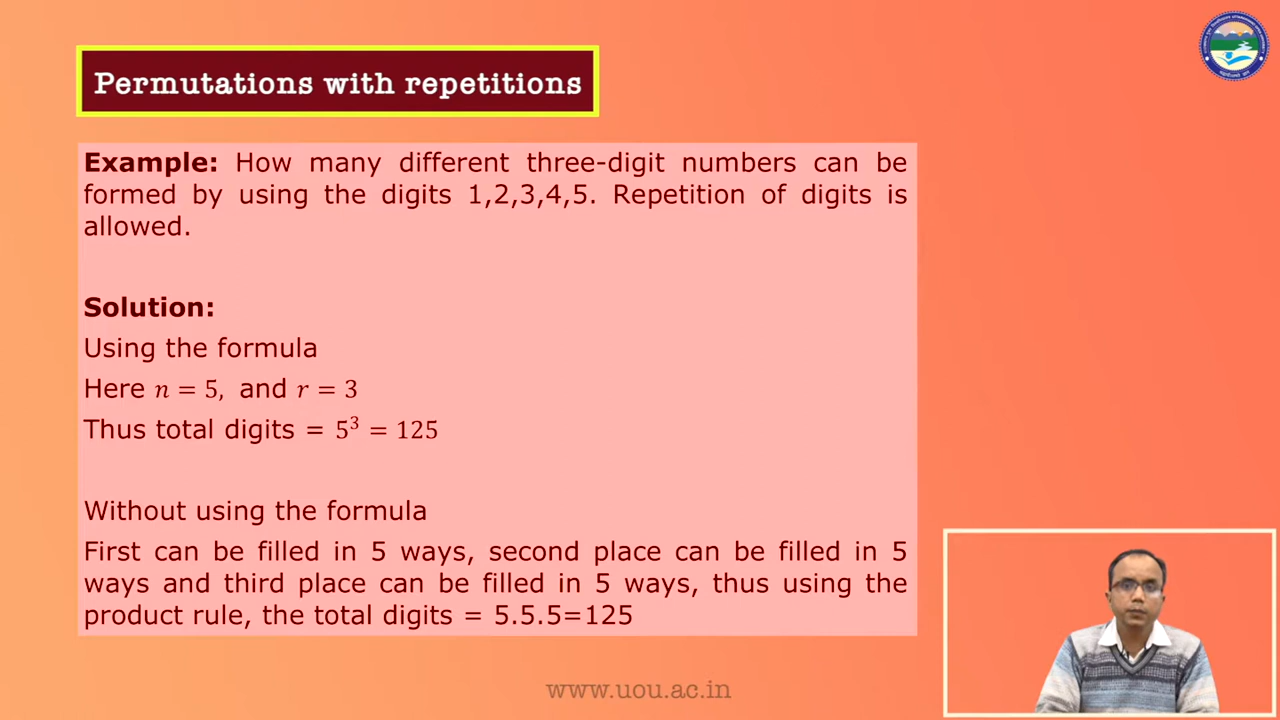 Permutations with repetitions
Example: How many different three-digit numbers can be
formed by using the digits 1,2,3,4,5. Repetition of digits is
allowed.
Solution:
Using the formula
Here n = 5, and r = 3
Thus total digits = 5³ = 125
Without using the formula
First can be filled in 5 ways, second place can be filled in 5
ways and third place can be filled in 5 ways, thus using the
product rule, the total digits = 5.5.5=125
www.uou.ac.in